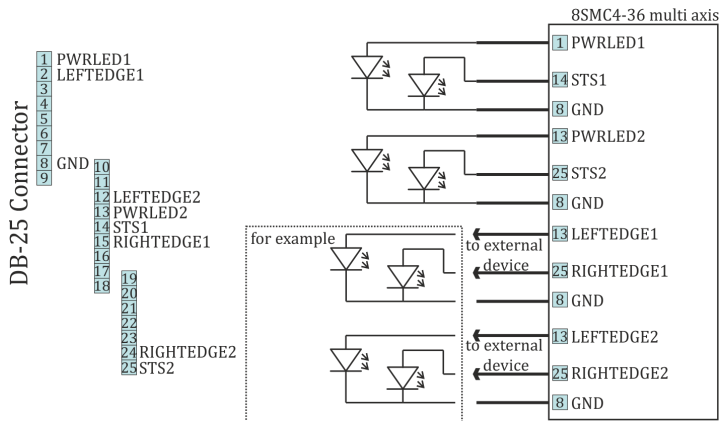 8SMC4-36 multi axis
DB-25 Connector
1 PWRLED1
2 LEFTEDGE1
3
4
5
6
7
8 GND
9
10
11
12 LEFTEDGE2
13 PWRLED2
14 STS1
15 RIGHTEDGE1
16
17
18
19
20
21
22
23
24 RIGHTEDGE2
25 STS2
1 PWRLED1
14 STS1
8 GND
13 PWRLED2
25 STS2
8 GND
for example
to external
device
13 LEFTEDGE1
25 RIGHTEDGE1
8 GND
to external
device
13 LEFTEDGE2
25 RIGHTEDGE2
8 GND